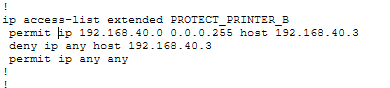 !
ip access-list extended PROTECT_PRINTER_B
 permit ip 192.168.40.0 0.0.0.255 host 192.168.40.3
 deny ip any host 192.168.40.3
 permit ip any any
!
!